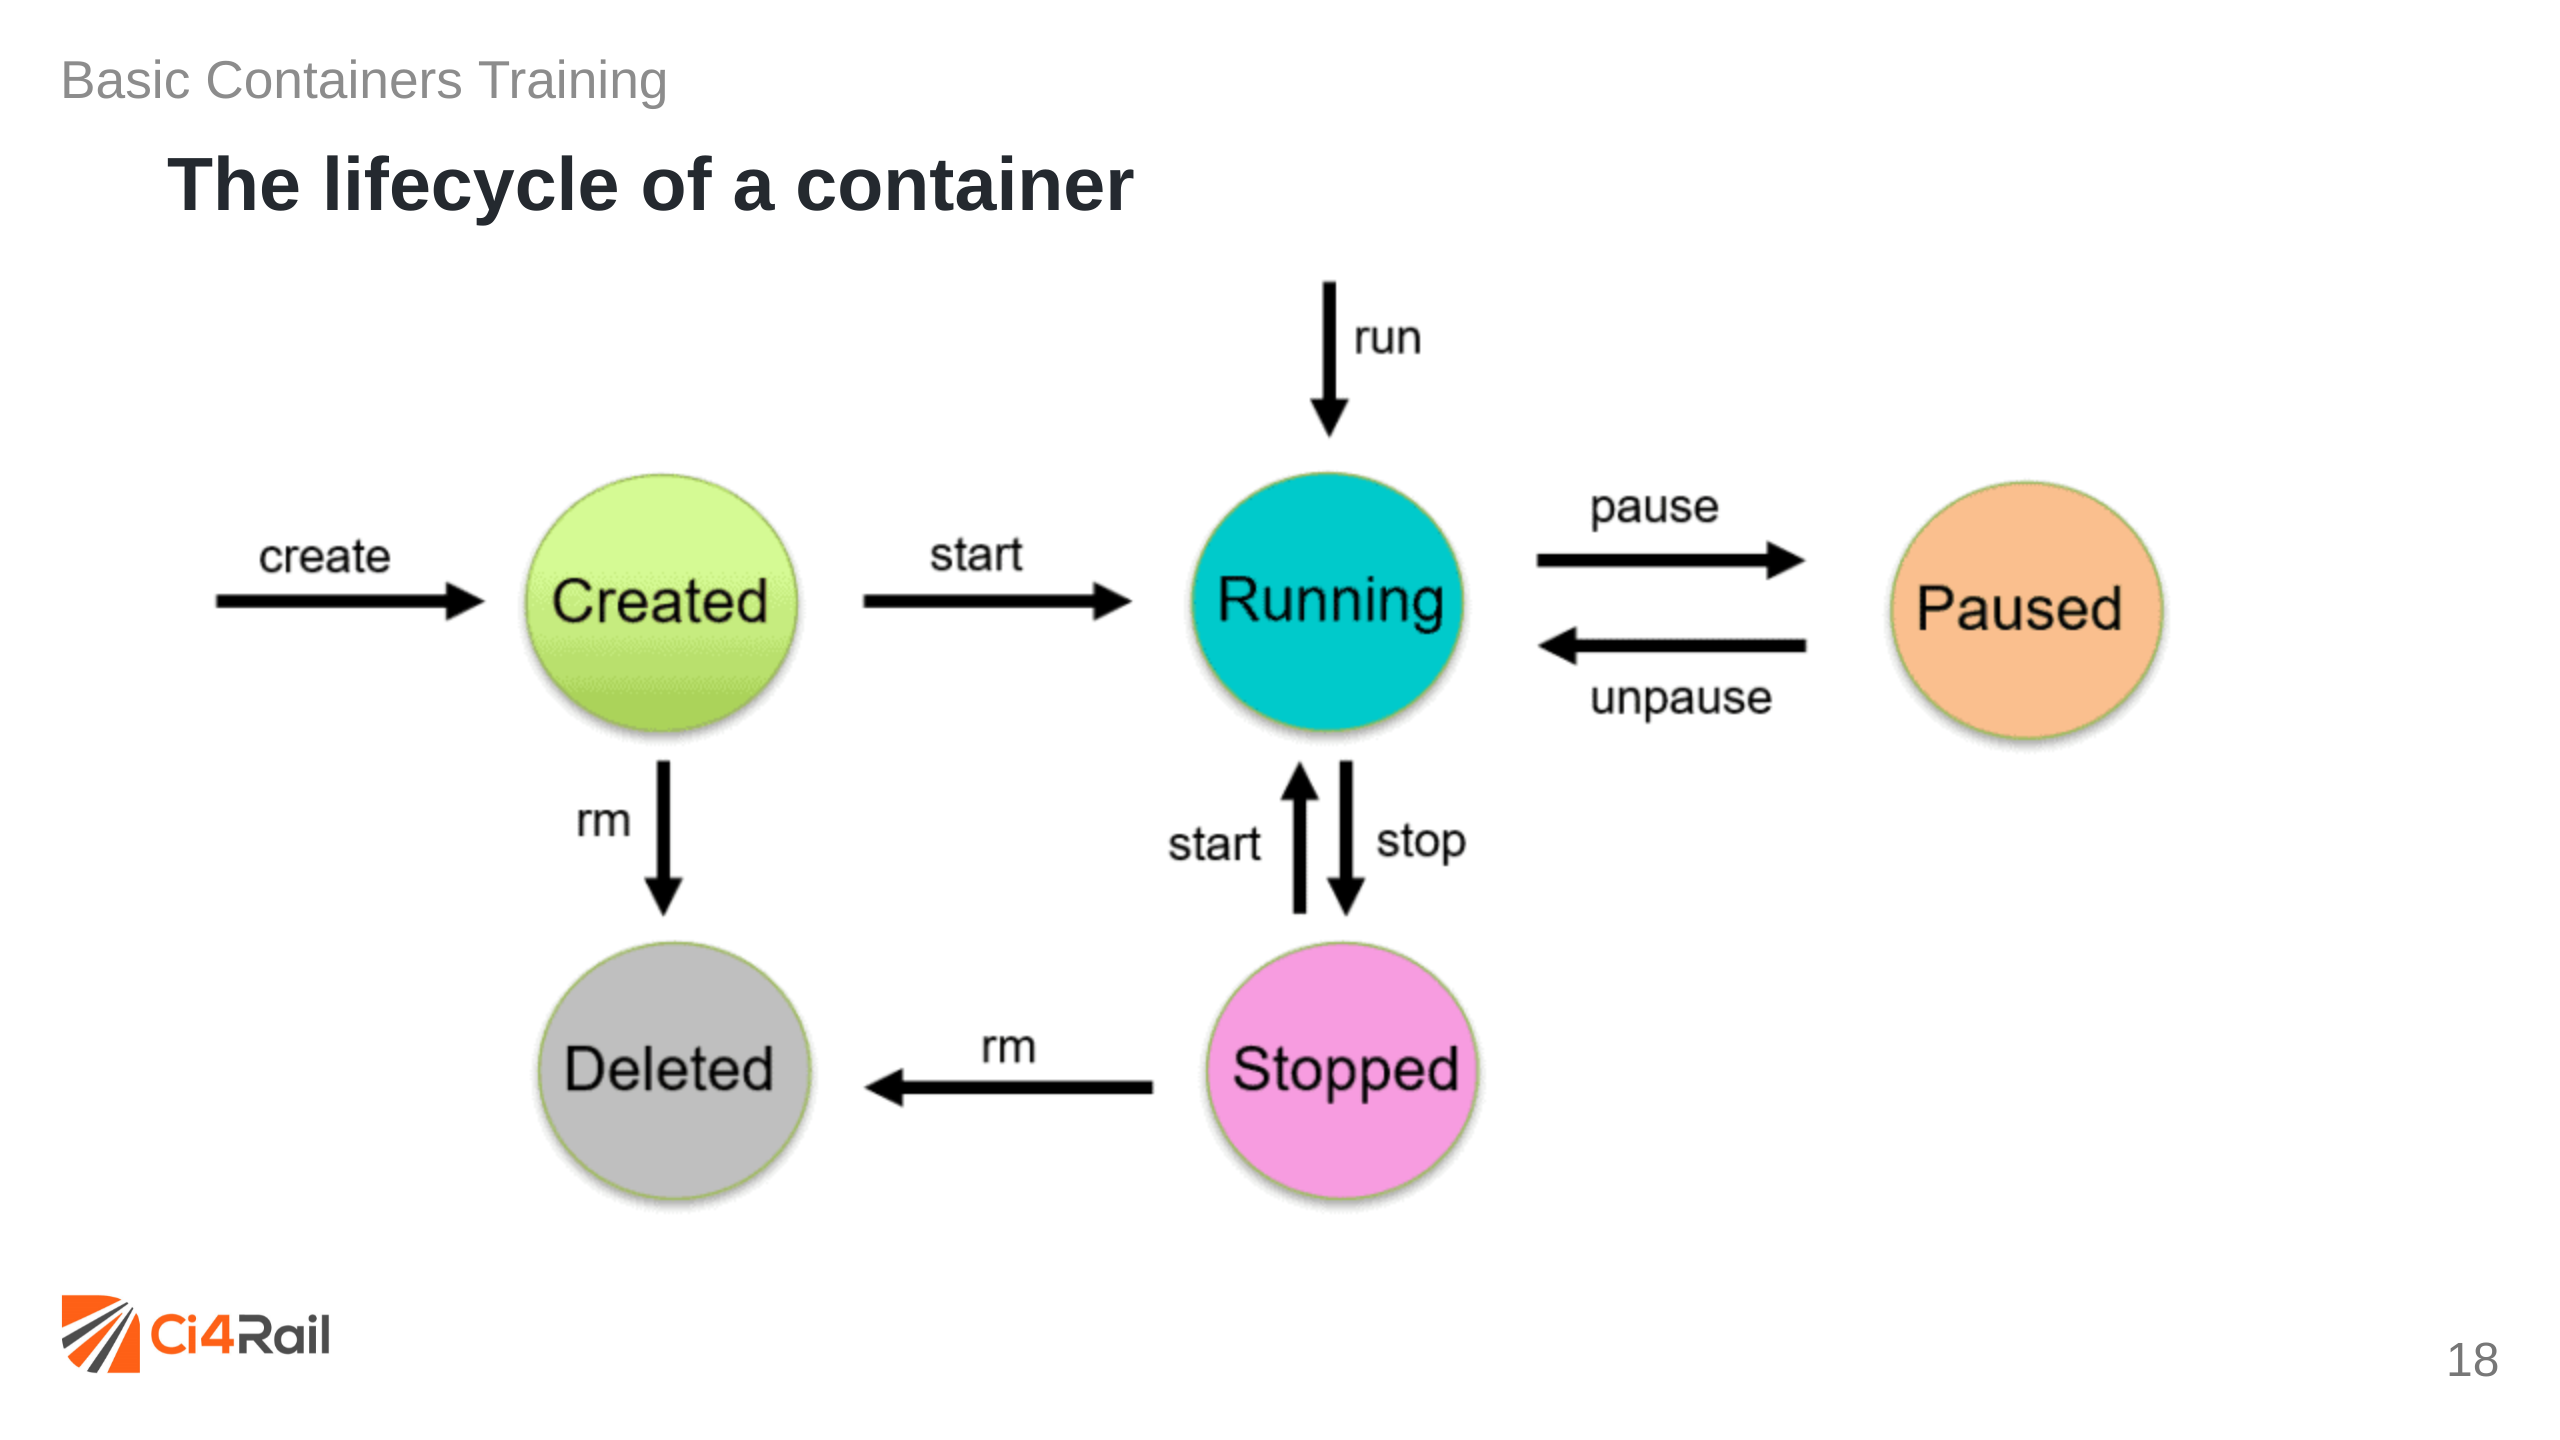 Basic Containers Training
The lifecycle of a container
run
create
Created
start
Running
pause
unpause
Paused
rm
start
stop
Deleted
rm
Stopped
Ci4Rail
18